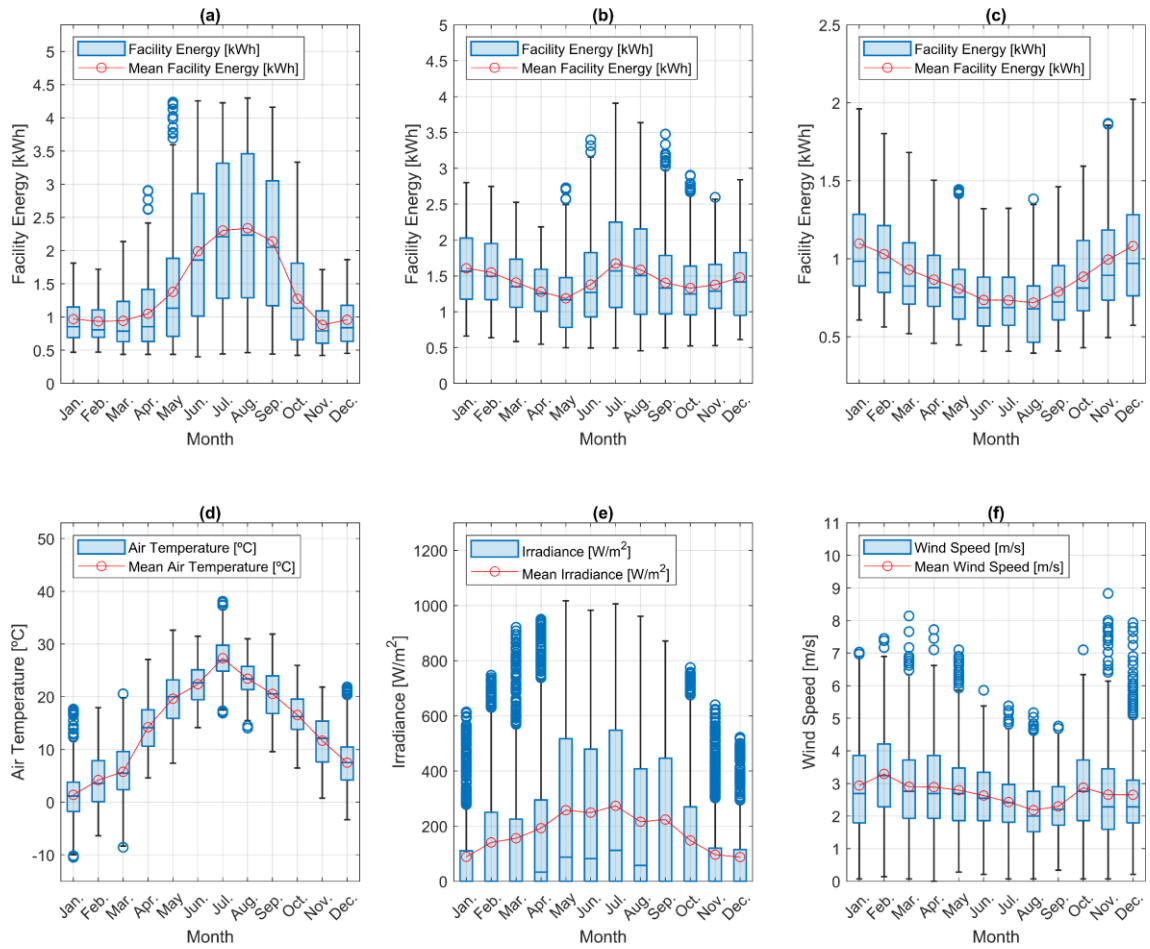 (a)
5
4.5
4
3.5
3
2.5
2
1.5
1
0.5
0
Facility Energy [kWh]
Facility Energy [kWh]
Mean Facility Energy [kWh]
Jan. Feb. Mar. Apr. May Jun. Jul. Aug. Sep. Oct. Nov. Dec.
Month
(b)
5
4.5
4
3.5
3
2.5
2
1.5
1
0.5
0
Facility Energy [kWh]
Facility Energy [kWh]
Mean Facility Energy [kWh]
Jan. Feb. Mar. Apr. May Jun. Jul. Aug. Sep. Oct. Nov. Dec.
Month
(c)
2.5
2
1.5
1
0.5
Facility Energy [kWh]
Facility Energy [kWh]
Mean Facility Energy [kWh]
Jan. Feb. Mar. Apr. May Jun. Jul. Aug. Sep. Oct. Nov. Dec.
Month
(d)
50
40
30
20
10
0
-10
Air Temperature [ºC]
Air Temperature [ºC]
Mean Air Temperature [ºC]
Jan. Feb. Mar. Apr. May Jun. Jul. Aug. Sep. Oct. Nov. Dec.
Month
(e)
1200
1000
800
600
400
200
0
Irradiance [W/m²]
Irradiance [W/m²]
Mean Irradiance [W/m²]
Jan. Feb. Mar. Apr. May Jun. Jul. Aug. Sep. Oct. Nov. Dec.
Month
(f)
11
10
9
8
7
6
5
4
3
2
1
0
Wind Speed [m/s]
Wind Speed [m/s]
Mean Wind Speed [m/s]
Jan. Feb. Mar. Apr. May Jun. Jul. Aug. Sep. Oct. Nov. Dec.
Month